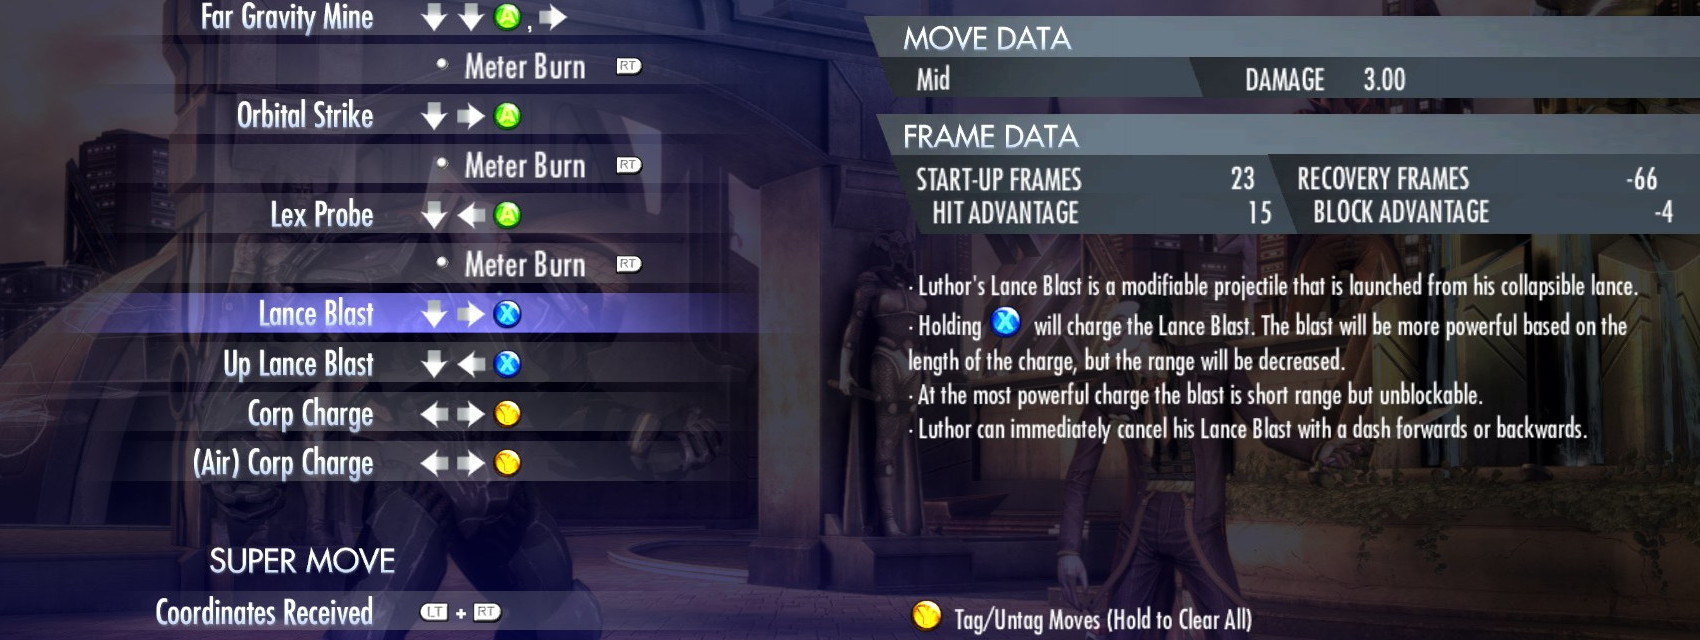 Far Gravity Mine A ,
Meter Burn RT
Orbital Strike A
Meter Burn RT
Lex Probe A
Meter Burn RT
Lance Blast X
Up Lance Blast X
Corp Charge Y
(Air) Corp Charge Y
SUPER MOVE
Coordinates Received LT + RT
MOVE DATA
Mid DAMAGE 3.00
FRAME DATA
START-UP FRAMES 23 RECOVERY FRAMES -66
HIT ADVANTAGE 15 BLOCK ADVANTAGE -4
· Luthor's Lance Blast is a modifiable projectile that is launched from his collapsible lance.
· Holding X will charge the Lance Blast. The blast will be more powerful based on the
length of the charge, but the range will be decreased.
· At the most powerful charge the blast is short range but unblockable.
· Luthor can immediately cancel his Lance Blast with a dash forwards or backwards.
Y Tag/Untag Moves (Hold to Clear All)